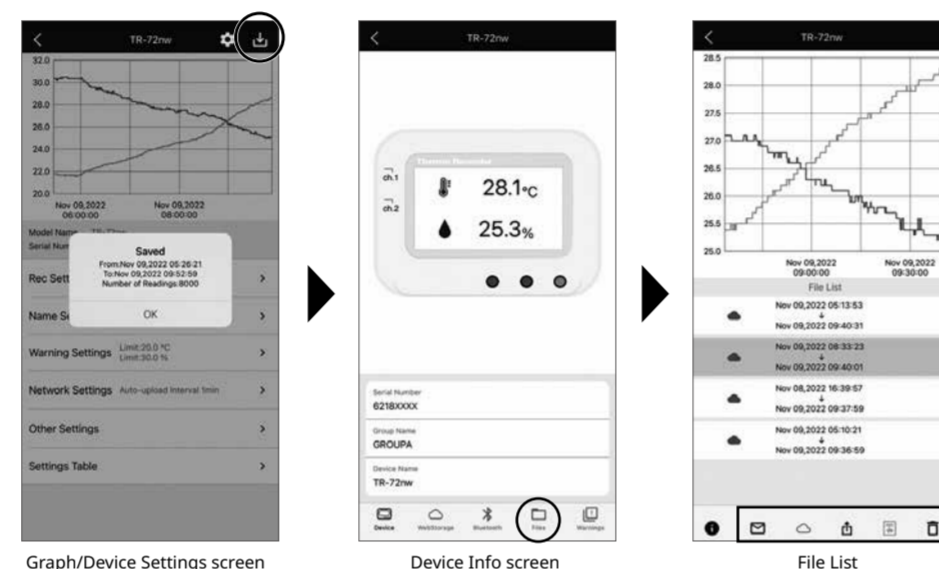 TR-72nw
32.0
30.0
28.0
26.0
24.0
22.0
20.0
Nov 09,2022
06:00:00
Nov 09,2022
08:00:00
Model Name TR-72nw
Serial Num
Saved
From:Nov 09,2022 05:26:21
To:Nov 09,2022 09:52:59
Number of Readings:8000
OK
Rec Sett
Name Se
Warning Settings Limit:20.0 ºC
Limit:30.0 %
Network Settings Auto-upload Interval 1min
Other Settings
Settings Table
Graph/Device Settings screen
TR-72nw
Thermo Recorder
ch.1
28.1°C
ch.2
25.3%
Serial Number
6218XXXX
Group Name
GROUPA
Device Name
TR-72nw
Device WebStorage Bluetooth Files Warnings
Device Info screen
TR-72nw
28.5
28.0
27.5
27.0
26.5
26.0
25.5
25.0
Nov 09,2022
09:00:00
Nov 09,2022
09:30:00
File List
Nov 09,2022 05:13:53
↓
Nov 09,2022 09:40:31
Nov 09,2022 08:33:23
↓
Nov 09,2022 09:40:01
Nov 08,2022 16:39:57
↓
Nov 09,2022 09:37:59
Nov 09,2022 05:10:21
↓
Nov 09,2022 09:36:59
File List